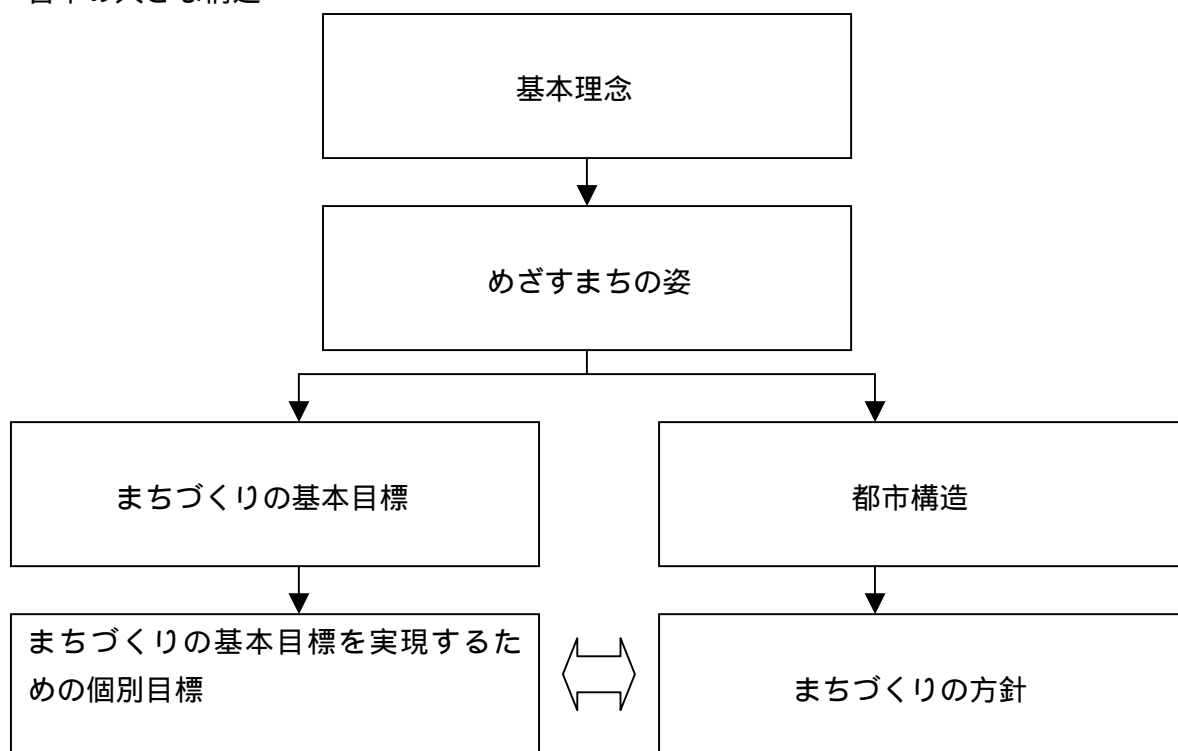 基本理念
めざすまちの姿
まちづくりの基本目標
都市構造
まちづくりの基本目標を実現するた
めの個別目標
まちづくりの方針